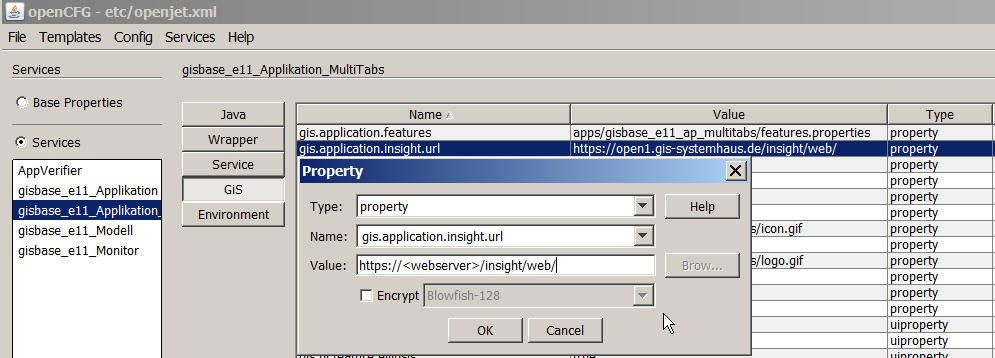 openCFG - etc/openjet.xml
File Templates Config Services Help
Services
gisbase_e11_Applikation_MultiTabs
Base Properties
Services
AppVerifier
gisbase_e11_Applikation
gisbase_e11_Applikation_
gisbase_e11_Modell
gisbase_e11_Monitor
Java
Wrapper
Service
GiS
Environment
Name Value Type
gis.application.features apps/gisbase_e11_ap_multitabs/features.properties property
gis.application.insight.url https://open1.gis-systemhaus.de/insight/web/ property
property
property
property
s/icon.gif property
property
s/logo.gif property
property
property
property
uiproperty
uiproperty
Property
Type: property Help
Name: gis.application.insight.url
Value: https://<webserver>/insight/web/ Browse...
Encrypt Blowfish-128
OK Cancel